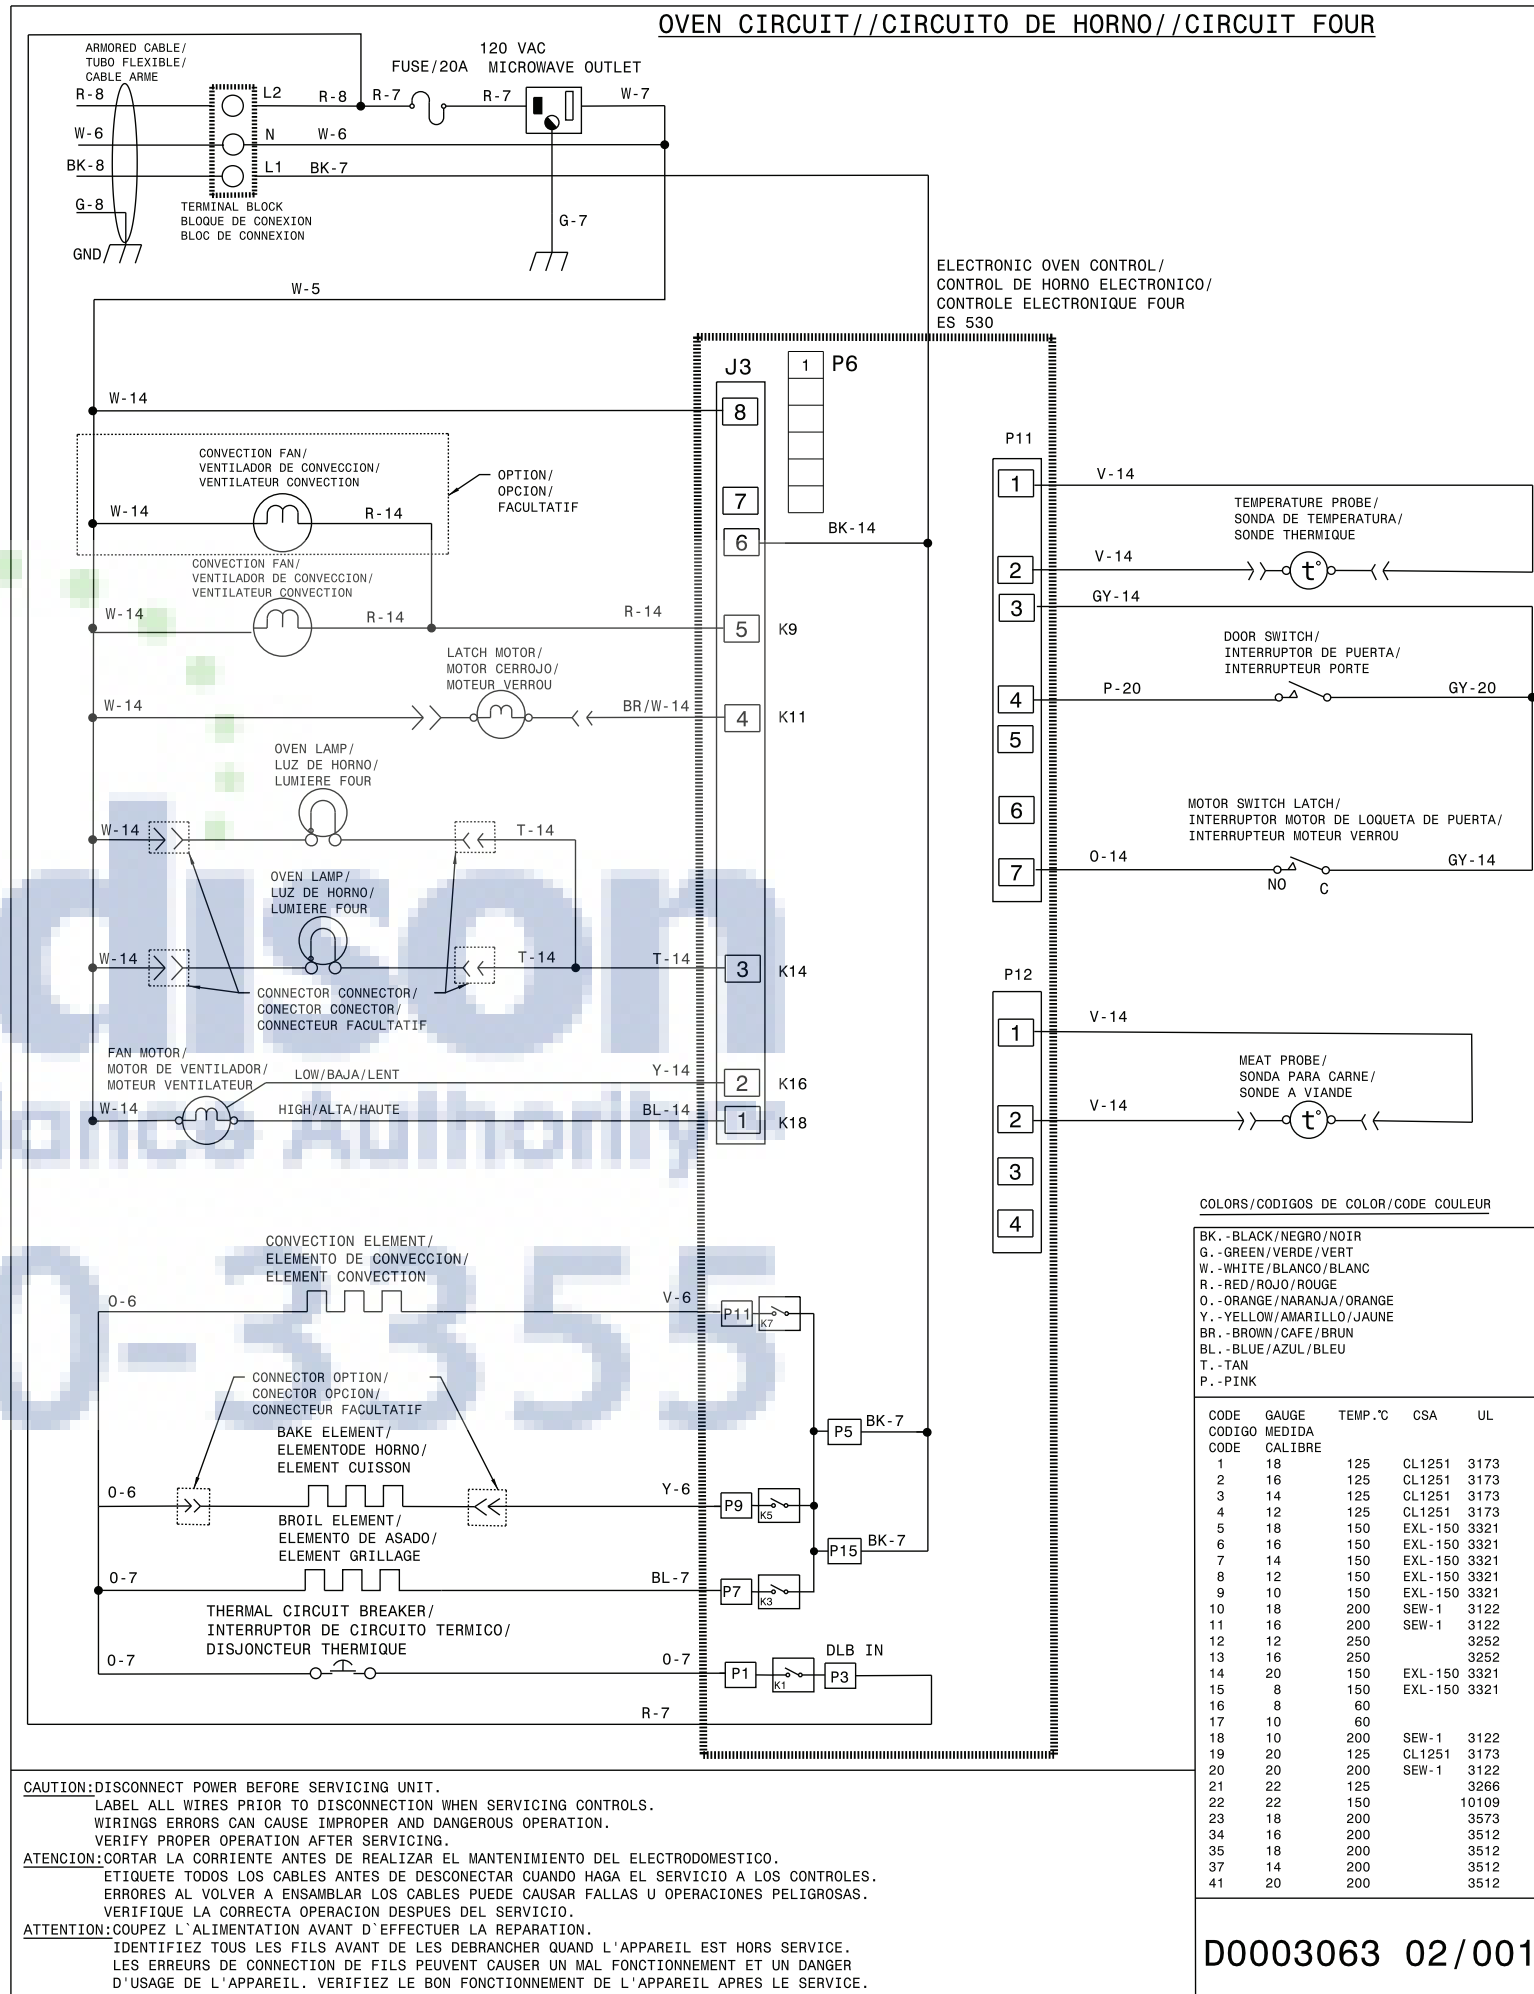 OVEN CIRCUIT//CIRCUITO DE HORNO//CIRCUIT FOUR
ARMORED CABLE/
TUBO FLEXIBLE/
CABLE ARME
120 VAC
FUSE/20A MICROWAVE OUTLET
R-8 L2 R-8 R-7 R-7 W-7
W-6 N W-6
BK-8 L1 BK-7
G-8
TERMINAL BLOCK
BLOQUE DE CONEXION
BLOC DE CONNEXION
GND
G-7
W-5
ELECTRONIC OVEN CONTROL/
CONTROL DE HORNO ELECTRONICO/
CONTROLE ELECTRONIQUE FOUR
ES 530
J3
1 P6
W-14 8
CONVECTION FAN/
VENTILADOR DE CONVECCION/
VENTILATEUR CONVECTION
OPTION/
OPCION/
FACULTATIF
W-14 R-14
7
6 BK-14
CONVECTION FAN/
VENTILADOR DE CONVECCION/
VENTILATEUR CONVECTION
W-14 R-14 R-14 5 K9
LATCH MOTOR/
MOTOR CERROJO/
MOTEUR VERROU
W-14 BR/W-14 4 K11
OVEN LAMP/
LUZ DE HORNO/
LUMIERE FOUR
W-14 T-14
OVEN LAMP/
LUZ DE HORNO/
LUMIERE FOUR
W-14 T-14 T-14 3 K14
CONNECTOR CONNECTOR/
CONECTOR CONECTOR/
CONNECTEUR FACULTATIF
FAN MOTOR/
MOTOR DE VENTILADOR/
MOTEUR VENTILATEUR
LOW/BAJA/LENT Y-14 2 K16
W-14 HIGH/ALTA/HAUTE BL-14 1 K18
P11
1 V-14
TEMPERATURE PROBE/
SONDA DE TEMPERATURA/
SONDE THERMIQUE
2 V-14 t°
3 GY-14
DOOR SWITCH/
INTERRUPTOR DE PUERTA/
INTERRUPTEUR PORTE
4 P-20 GY-20
5
6
MOTOR SWITCH LATCH/
INTERRUPTOR MOTOR DE LOQUETA DE PUERTA/
INTERRUPTEUR MOTEUR VERROU
7 O-14 GY-14
NO C
P12
1 V-14
MEAT PROBE/
SONDA PARA CARNE/
SONDE A VIANDE
2 V-14 t°
3
4
CONVECTION ELEMENT/
ELEMENTO DE CONVECCION/
ELEMENT CONVECTION
O-6 V-6 P11 K7
CONNECTOR OPTION/
CONECTOR OPCION/
CONNECTEUR FACULTATIF
P5 BK-7
BAKE ELEMENT/
ELEMENTODE HORNO/
ELEMENT CUISSON
O-6 Y-6 P9 K5
BROIL ELEMENT/
ELEMENTO DE ASADO/
ELEMENT GRILLAGE
P15 BK-7
O-7 BL-7 P7 K3
THERMAL CIRCUIT BREAKER/
INTERRUPTOR DE CIRCUITO TERMICO/
DISJONCTEUR THERMIQUE
DLB IN
O-7 O-7 P1 K1 P3
R-7
dison
Authority
0-3355
COLORS/CODIGOS DE COLOR/CODE COULEUR
BK.-BLACK/NEGRO/NOIR
G.-GREEN/VERDE/VERT
W.-WHITE/BLANCO/BLANC
R.-RED/ROJO/ROUGE
O.-ORANGE/NARANJA/ORANGE
Y.-YELLOW/AMARILLO/JAUNE
BR.-BROWN/CAFE/BRUN
BL.-BLUE/AZUL/BLEU
T.-TAN
P.-PINK
CODE GAUGE TEMP.℃ CSA UL
CODIGO MEDIDA
CODE CALIBRE
1 18 125 CL1251 3173
2 16 125 CL1251 3173
3 14 125 CL1251 3173
4 12 125 CL1251 3173
5 18 150 EXL-150 3321
6 16 150 EXL-150 3321
7 14 150 EXL-150 3321
8 12 150 EXL-150 3321
9 10 150 EXL-150 3321
10 18 200 SEW-1 3122
11 16 200 SEW-1 3122
12 12 250 3252
13 16 250 3252
14 20 150 EXL-150 3321
15 8 150 EXL-150 3321
16 8 60
17 10 60
18 10 200 SEW-1 3122
19 20 125 CL1251 3173
20 20 200 SEW-1 3122
21 22 125 3266
22 22 150 10109
23 18 200 3573
34 16 200 3512
35 18 200 3512
37 14 200 3512
41 20 200 3512
CAUTION:DISCONNECT POWER BEFORE SERVICING UNIT.
LABEL ALL WIRES PRIOR TO DISCONNECTION WHEN SERVICING CONTROLS.
WIRINGS ERRORS CAN CAUSE IMPROPER AND DANGEROUS OPERATION.
VERIFY PROPER OPERATION AFTER SERVICING.
ATENCION:CORTAR LA CORRIENTE ANTES DE REALIZAR EL MANTENIMIENTO DEL ELECTRODOMESTICO.
ETIQUETE TODOS LOS CABLES ANTES DE DESCONECTAR CUANDO HAGA EL SERVICIO A LOS CONTROLES.
ERRORES AL VOLVER A ENSAMBLAR LOS CABLES PUEDE CAUSAR FALLAS U OPERACIONES PELIGROSAS.
VERIFIQUE LA CORRECTA OPERACION DESPUES DEL SERVICIO.
ATTENTION:COUPEZ L`ALIMENTATION AVANT D`EFFECTUER LA REPARATION.
IDENTIFIEZ TOUS LES FILS AVANT DE LES DEBRANCHER QUAND L'APPAREIL EST HORS SERVICE.
LES ERREURS DE CONNECTION DE FILS PEUVENT CAUSER UN MAL FONCTIONNEMENT ET UN DANGER
D'USAGE DE L'APPAREIL. VERIFIEZ LE BON FONCTIONNEMENT DE L'APPAREIL APRES LE SERVICE.
D0003063 02/001